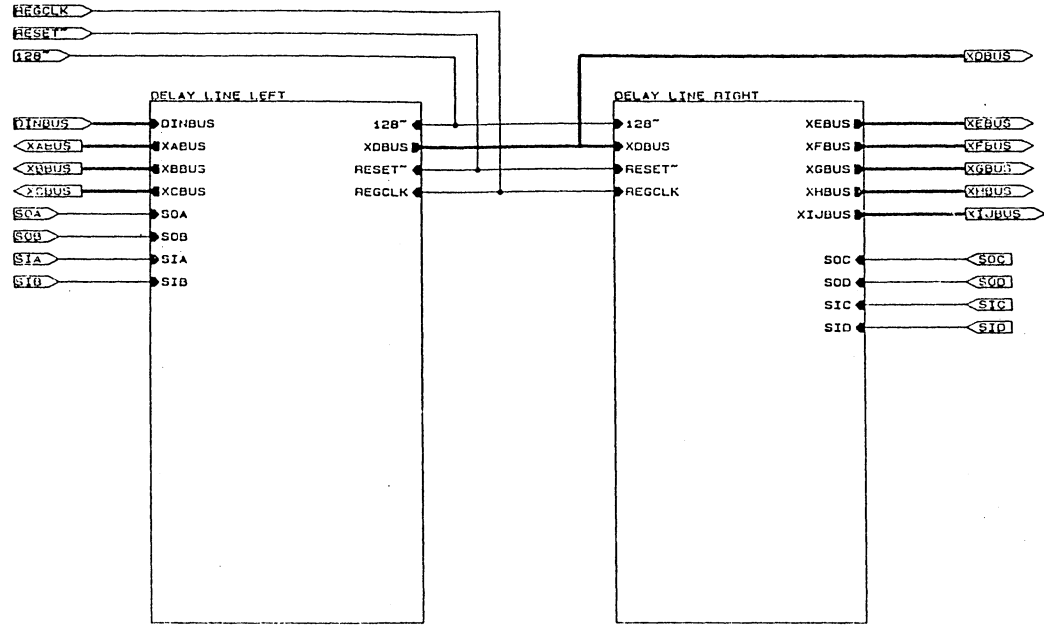 REGCLK
RESET~
128~
XDBUS
DELAY LINE LEFT
DELAY LINE RIGHT
DINBUS
DINBUS
128~
128~
XEBUS
XEBUS
XABUS
XABUS
XDBUS
XDBUS
XFBUS
XFBUS
XBBUS
XBBUS
RESET~
RESET~
XGBUS
XGBUS
XCBUS
XCBUS
REGCLK
REGCLK
XHBUS
XHBUS
SOA
SOA
XIJBUS
XIJBUS
SOB
SOB
SIA
SIA
SOC
SOC
SIB
SIB
SOD
SOD
SIC
SIC
SID
SID